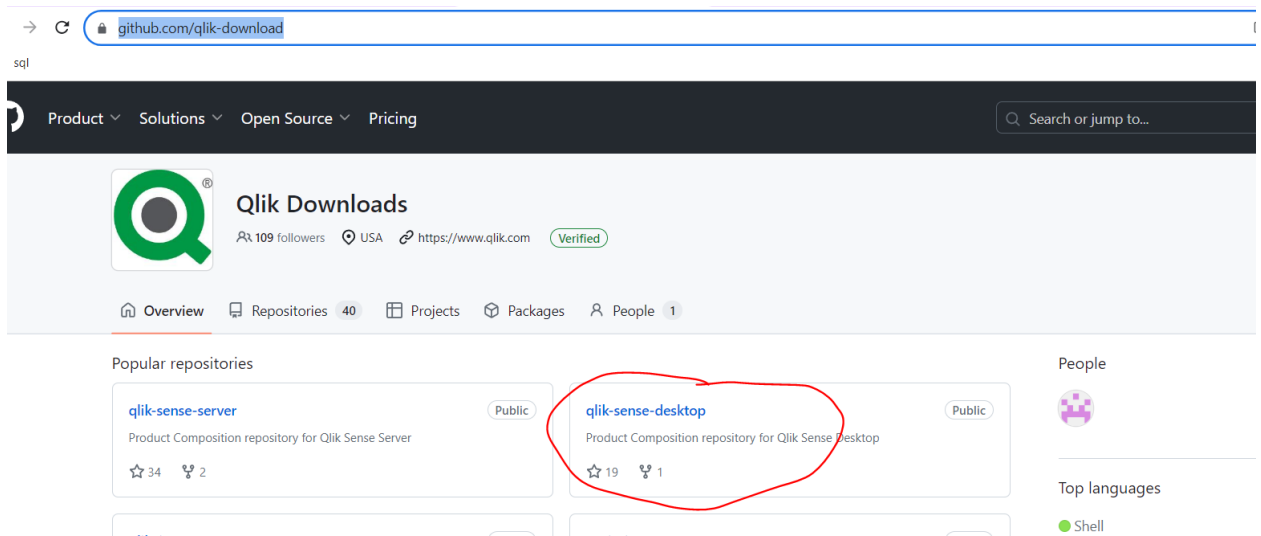 github.com/qlik-download
sql
Product Solutions Open Source Pricing Search or jump to...
®
Qlik Downloads
109 followers USA https://www.qlik.com Verified
Overview Repositories 40 Projects Packages People 1
Popular repositories
qlik-sense-server Public
Product Composition repository for Qlik Sense Server
34 2
qlik-sense-desktop Public
Product Composition repository for Qlik Sense Desktop
19 1
People
Top languages
Shell